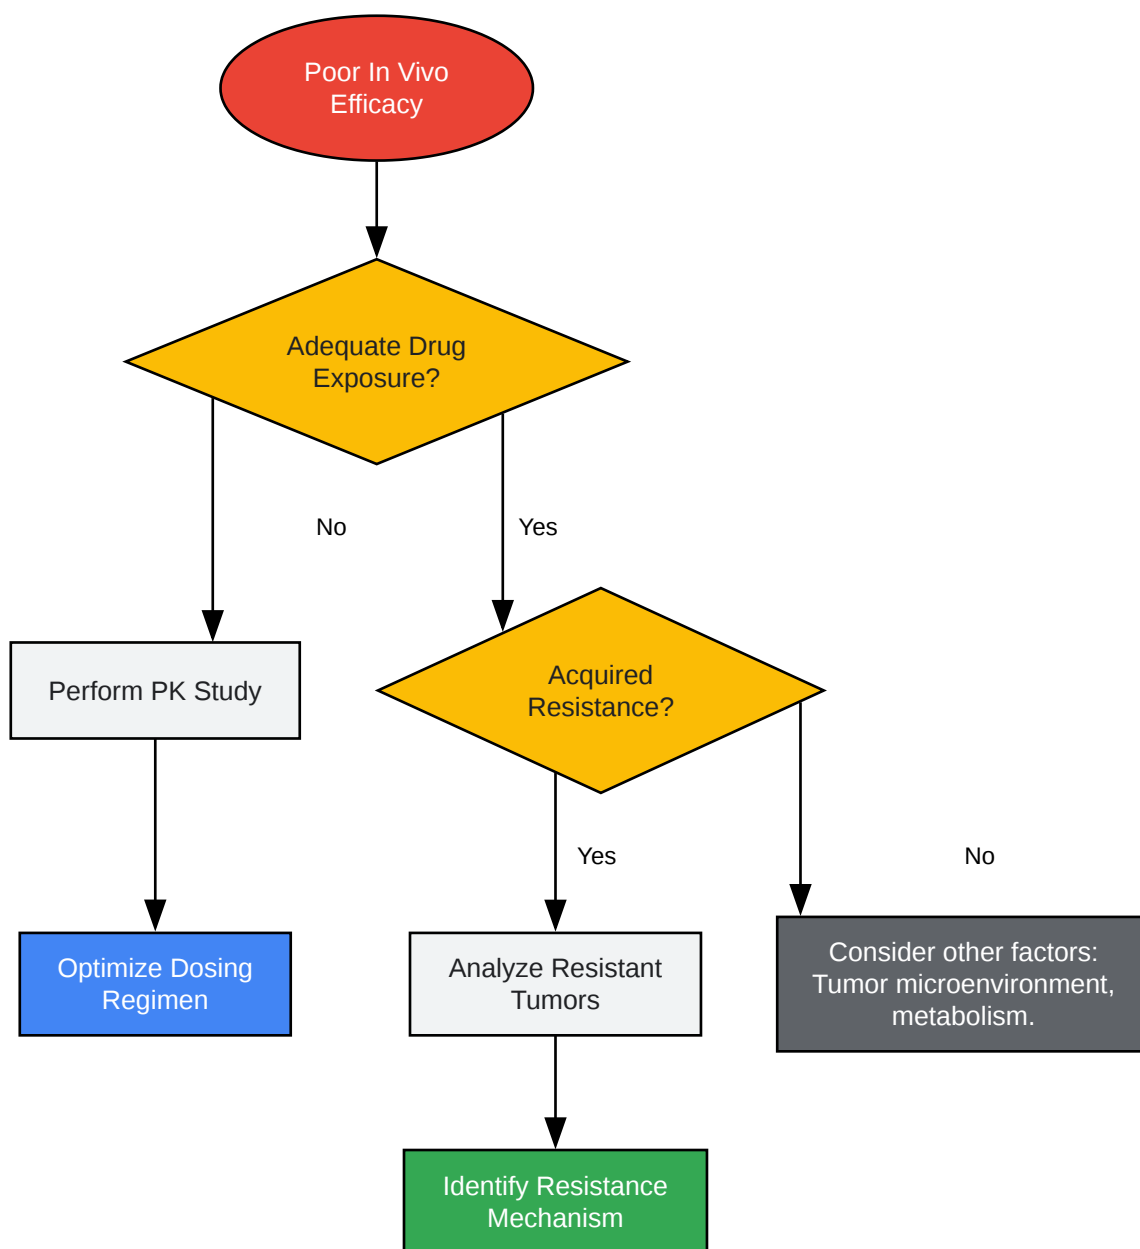 Poor In Vivo
Efficacy
Adequate Drug
Exposure?
No
Yes
Perform PK Study
Acquired
Resistance?
Yes
No
Optimize Dosing
Regimen
Analyze Resistant
Tumors
Consider other factors:
Tumor microenvironment,
metabolism.
Identify Resistance
Mechanism